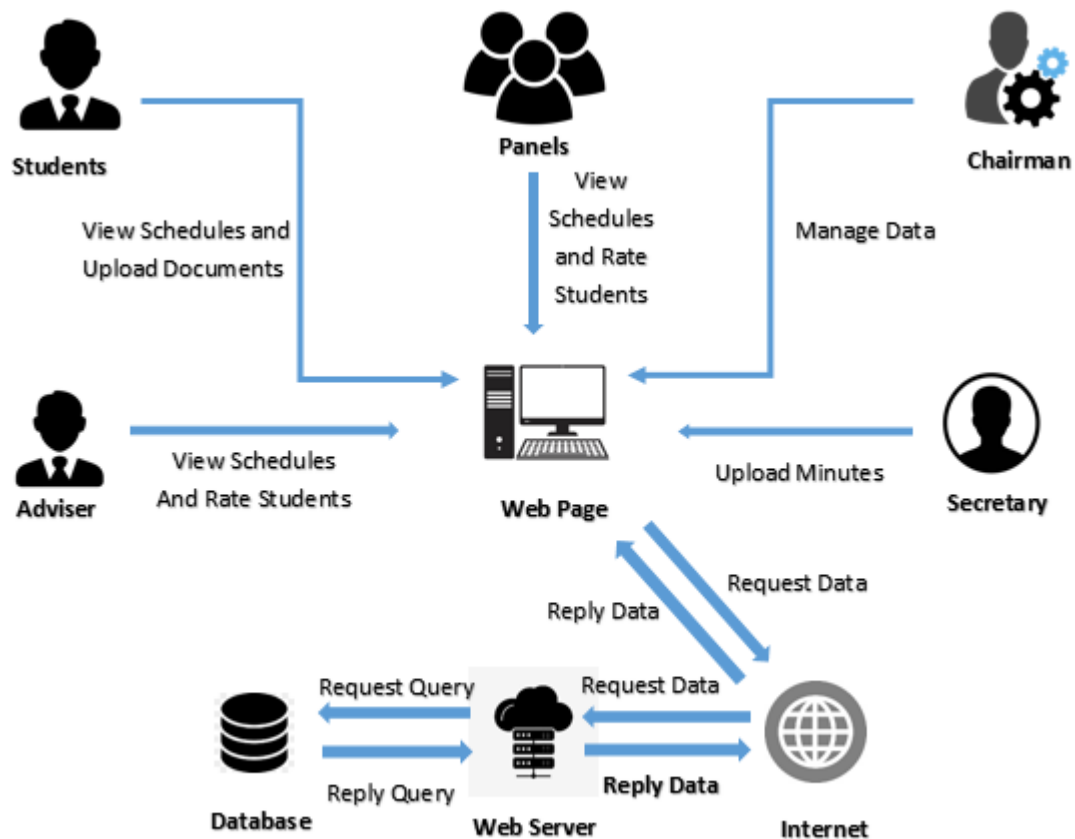 Students
Panels
Chairman
View
Schedules
and Rate
Students
View Schedules and
Upload Documents
Manage Data
Adviser
View Schedules
And Rate Students
Web Page
Upload Minutes
Secretary
Request Data
Reply Data
Request Query
Request Data
Reply Query
Reply Data
Database
Web Server
Internet